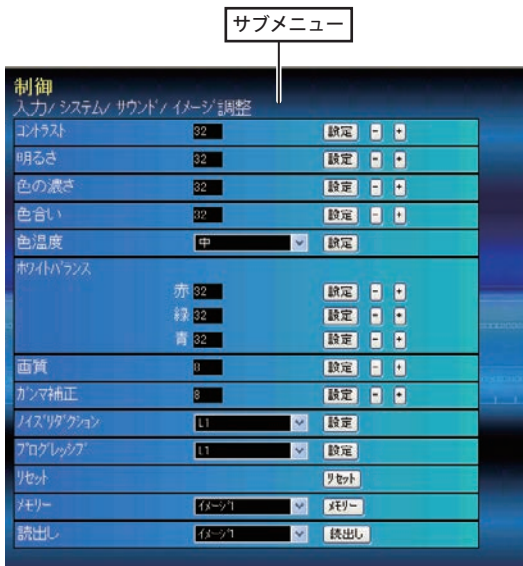 サブメニュー
制御
入力/ システム/ サウンド/ イメージ調整
コントラスト 32 設定 - +
明るさ 32 設定 - +
色の濃さ 32 設定 - +
色合い 32 設定 - +
色温度 中 設定
ホワイトバランス
赤 32 設定 - +
緑 32 設定 - +
青 32 設定 - +
画質 8 設定 - +
ガンマ補正 8 設定 - +
ノイズリダクション L1 設定
プログレッシブ L1 設定
リセット リセット
メモリー イメージ1 メモリー
読出し イメージ1 読出し